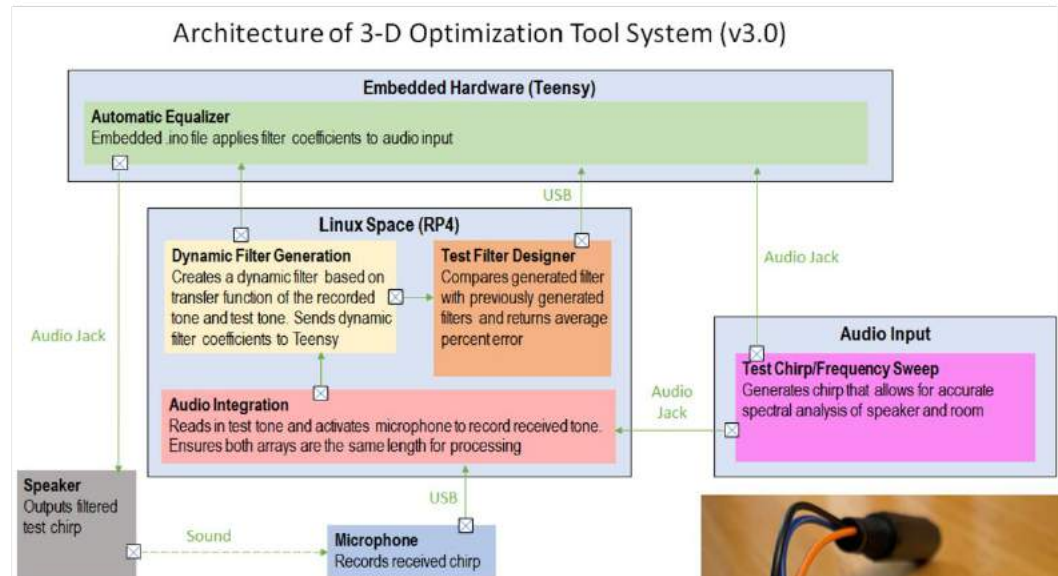 Architecture of 3-D Optimization Tool System (v3.0)
Embedded Hardware (Teensy)
Automatic Equalizer
Embedded .ino file applies filter coefficients to audio input
USB
Linux Space (RP4)
Dynamic Filter Generation
Creates a dynamic filter based on
transfer function of the recorded
tone and test tone. Sends dynamic
filter coefficients to Teensy
Test Filter Designer
Compares generated filter
with previously generated
filters and returns average
percent error
Audio Jack
Audio Jack
Audio Input
Test Chirp/Frequency Sweep
Generates chirp that allows for accurate
spectral analysis of speaker and room
Audio
Jack
Audio Integration
Reads in test tone and activates microphone to record received tone.
Ensures both arrays are the same length for processing
Speaker
Outputs filtered
test chirp
USB
Sound
Microphone
Records received chirp